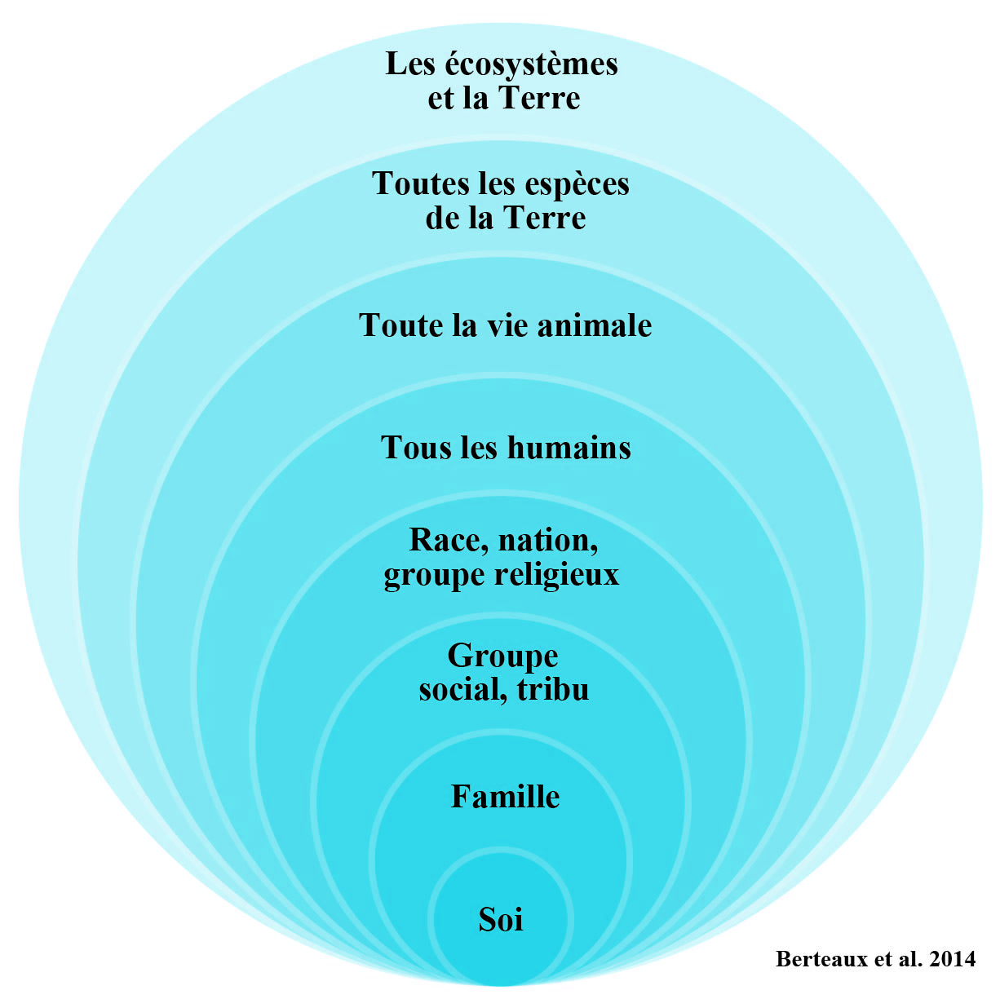 Les écosystèmes
et la Terre
Toutes les espèces
de la Terre
Toute la vie animale
Tous les humains
Race, nation,
groupe religieux
Groupe
social, tribu
Famille
Soi
Berteaux et al. 2014